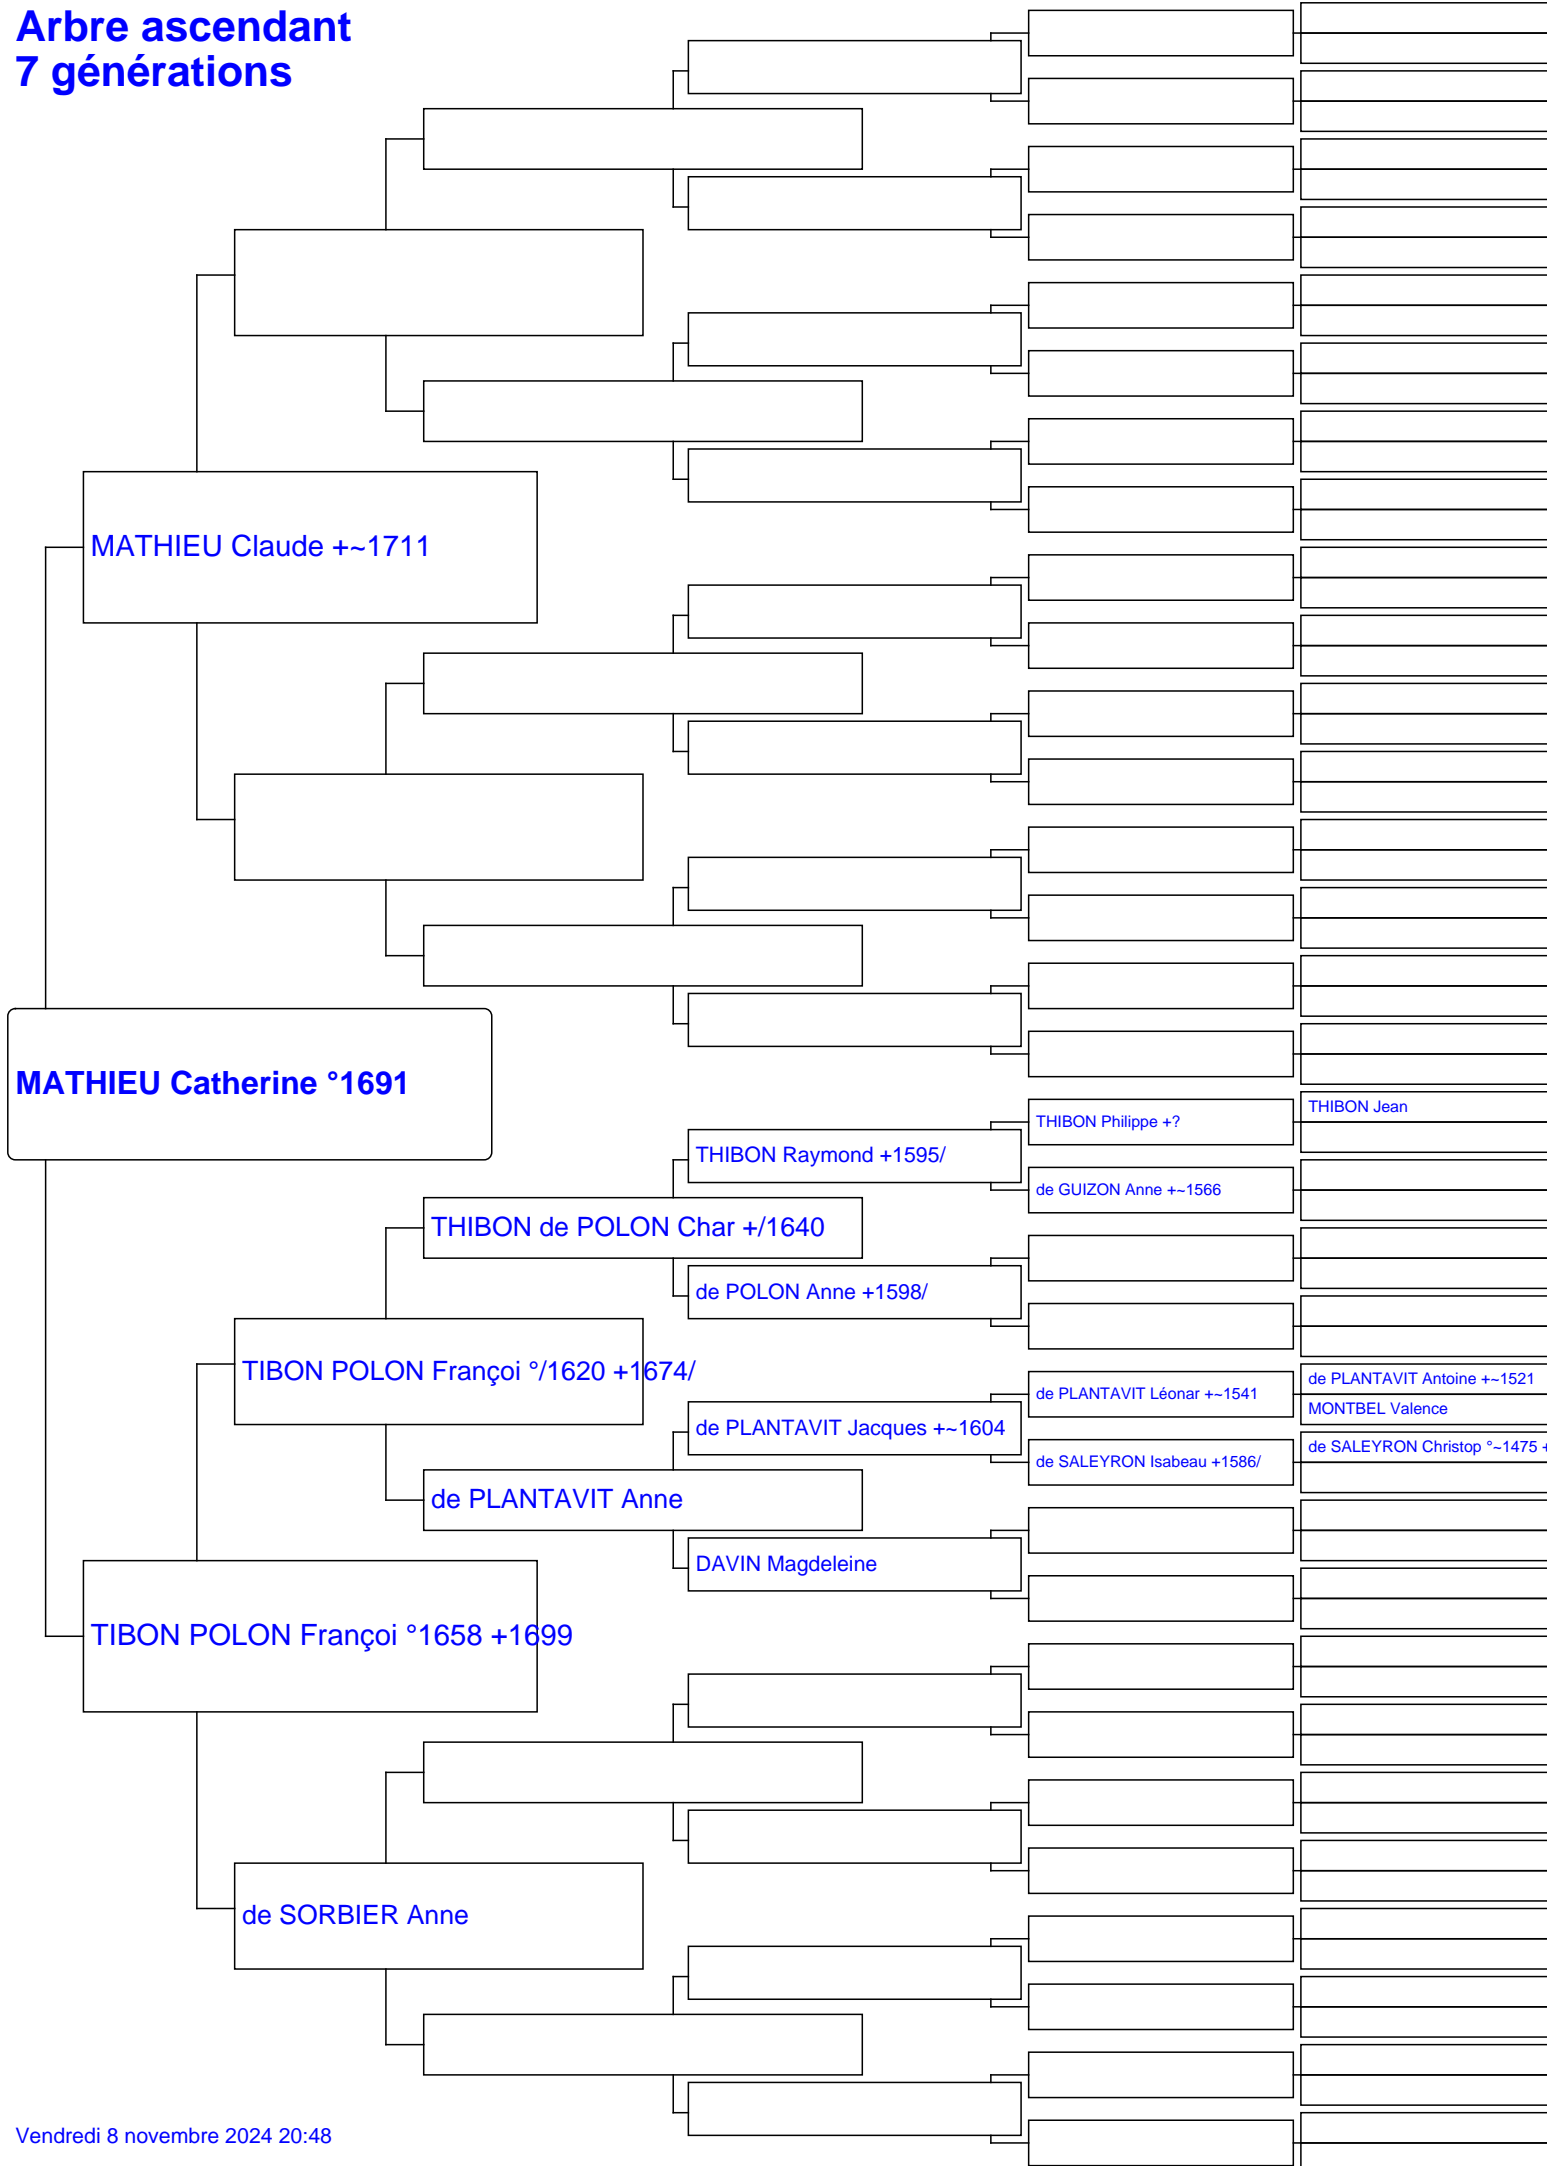 Arbre ascendant
7 générations
MATHIEU Claude +~1711
MATHIEU Catherine °1691
THIBON Jean
THIBON Philippe +?
THIBON Raymond +1595/
de GUIZON Anne +~1566
THIBON de POLON Char +/1640
de POLON Anne +1598/
TIBON POLON Françoi °/1620 +1674/
de PLANTAVIT Antoine +~1521
de PLANTAVIT Léonar +~1541
MONTBEL Valence
de PLANTAVIT Jacques +~1604
de SALEYRON Christop °~1475 +
de SALEYRON Isabeau +1586/
de PLANTAVIT Anne
DAVIN Magdeleine
TIBON POLON Françoi °1658 +1699
de SORBIER Anne
Vendredi 8 novembre 2024 20:48